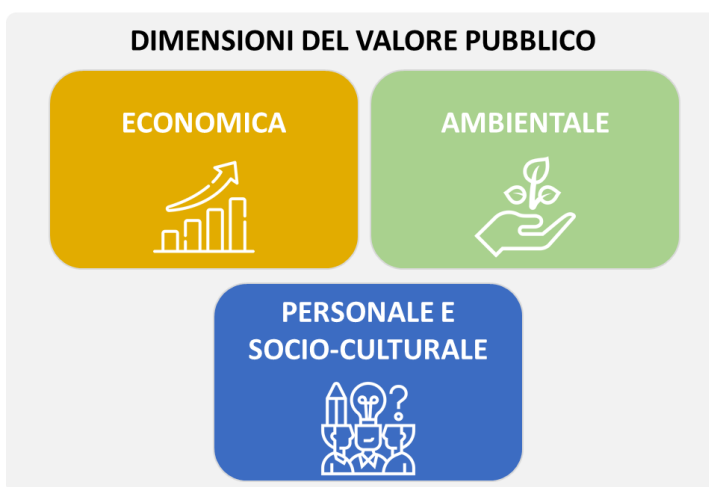 DIMENSIONI DEL VALORE PUBBLICO
ECONOMICA
AMBIENTALE
PERSONALE E
SOCIO-CULTURALE
?